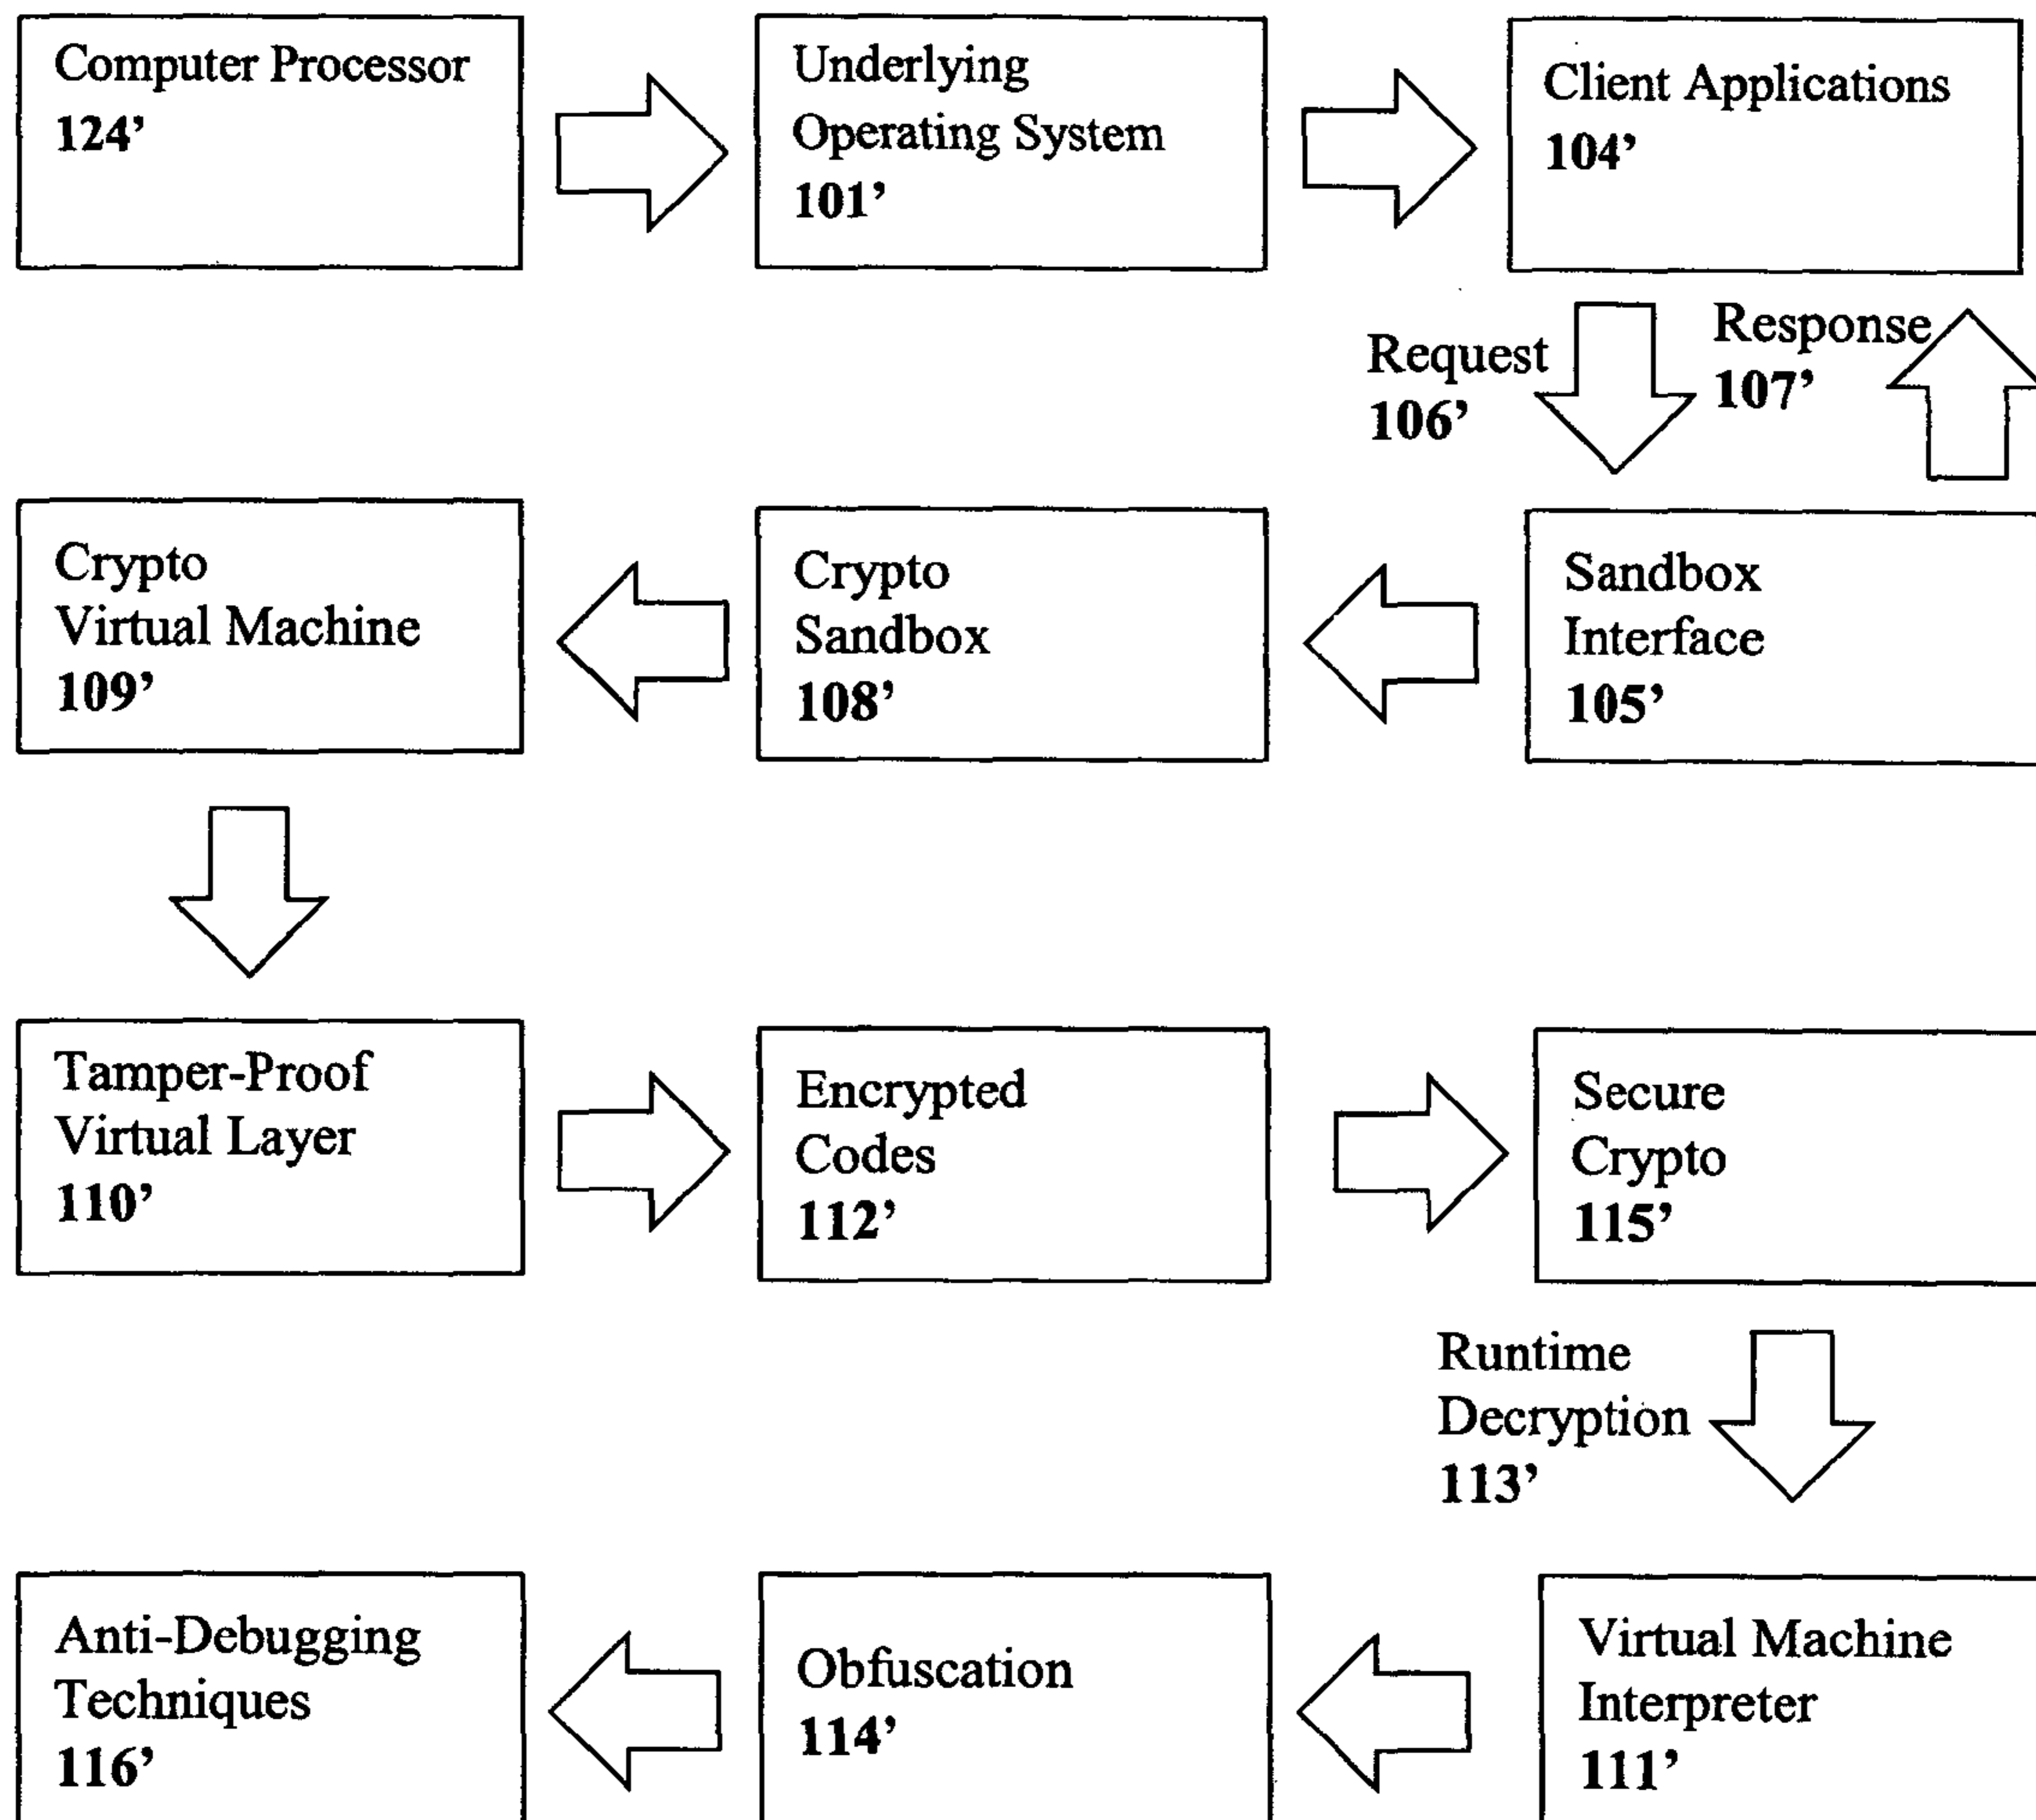 Computer Processor
124’
Underlying
Operating System
101’
Client Applications
104’
Request
106’
Response
107’
Crypto
Virtual Machine
109’
Crypto
Sandbox
108’
Sandbox
Interface
105’
Tamper-Proof
Virtual Layer
110’
Encrypted
Codes
112’
Secure
Crypto
115’
Runtime
Decryption
113’
Anti-Debugging
Techniques
116’
Obfuscation
114’
Virtual Machine
Interpreter
111’